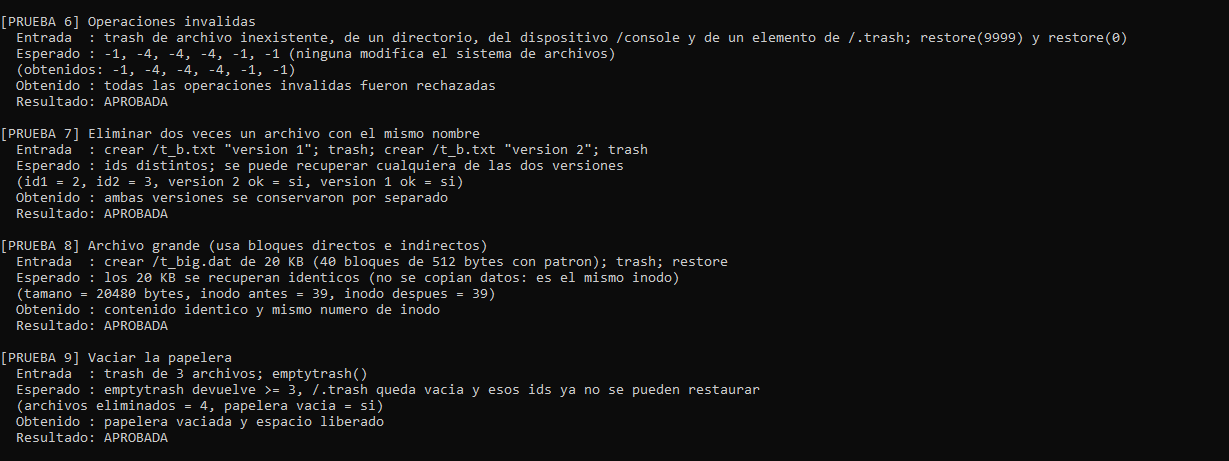 [PRUEBA 6] Operaciones invalidas
Entrada : trash de archivo inexistente, de un directorio, del dispositivo /console y de un elemento de /.trash; restore(9999) y restore(0)
Esperado : -1, -4, -4, -4, -1, -1 (ninguna modifica el sistema de archivos)
(obtenidos: -1, -4, -4, -4, -1, -1)
Obtenido : todas las operaciones invalidas fueron rechazadas
Resultado: APROBADA
[PRUEBA 7] Eliminar dos veces un archivo con el mismo nombre
Entrada : crear /t_b.txt "version 1"; trash; crear /t_b.txt "version 2"; trash
Esperado : ids distintos; se puede recuperar cualquiera de las dos versiones
(id1 = 2, id2 = 3, version 2 ok = si, version 1 ok = si)
Obtenido : ambas versiones se conservaron por separado
Resultado: APROBADA
[PRUEBA 8] Archivo grande (usa bloques directos e indirectos)
Entrada : crear /t_big.dat de 20 KB (40 bloques de 512 bytes con patron); trash; restore
Esperado : los 20 KB se recuperan identicos (no se copian datos: es el mismo inodo)
(tamano = 20480 bytes, inodo antes = 39, inodo despues = 39)
Obtenido : contenido identico y mismo numero de inodo
Resultado: APROBADA
[PRUEBA 9] Vaciar la papelera
Entrada : trash de 3 archivos; emptytrash()
Esperado : emptytrash devuelve >= 3, /.trash queda vacia y esos ids ya no se pueden restaurar
(archivos eliminados = 4, papelera vacia = si)
Obtenido : papelera vaciada y espacio liberado
Resultado: APROBADA